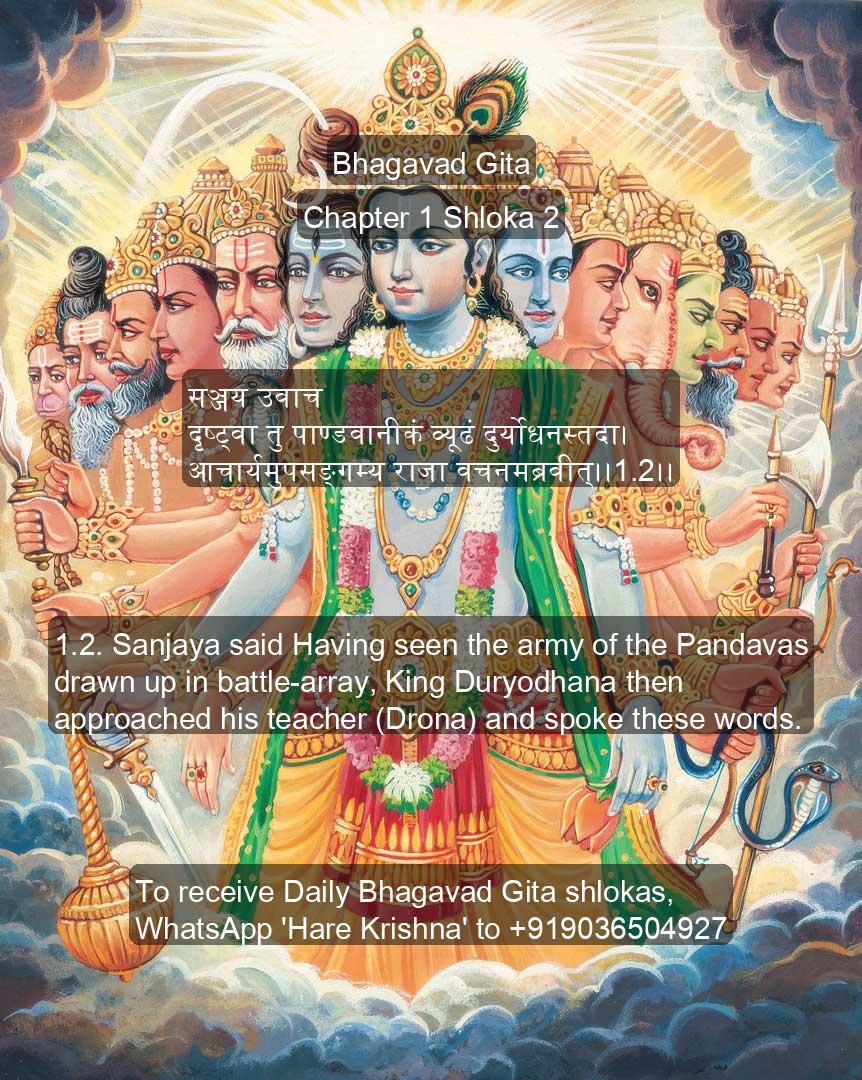 Bhagavad Gita
Chapter 1 Shloka 2
सञ्जय उवाच
दृष्ट्वा तु पाण्डवानीकं व्यूढं दुर्योधनस्तदा।
आचार्यमुपसङ्गम्य राजा वचनमब्रवीत्।।1.2।।
1.2. Sanjaya said Having seen the army of the Pandavas
drawn up in battle-array, King Duryodhana then
approached his teacher (Drona) and spoke these words.
To receive Daily Bhagavad Gita shlokas,
WhatsApp 'Hare Krishna' to +919036504927